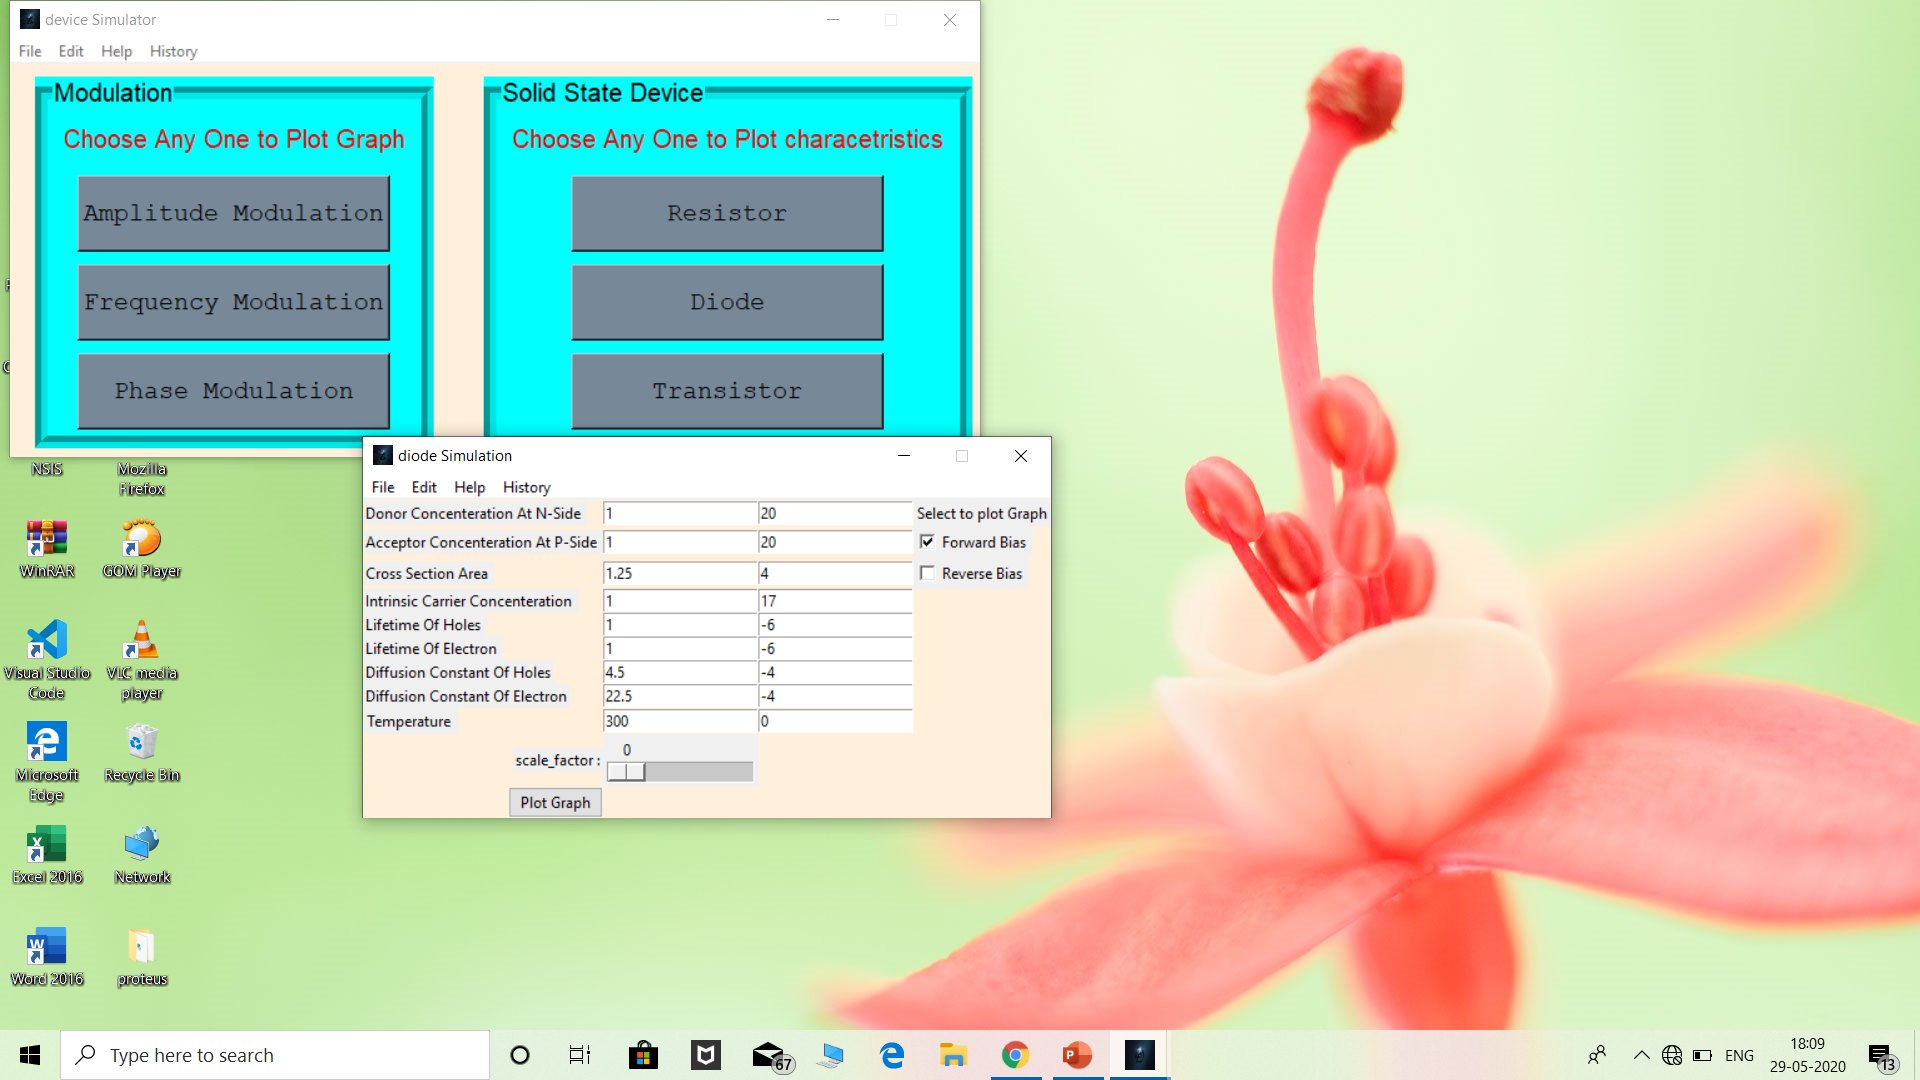 device Simulator
File Edit Help History
Modulation
Choose Any One to Plot Graph
Amplitude Modulation
Frequency Modulation
Phase Modulation
Solid State Device
Choose Any One to Plot characetristics
Resistor
Diode
Transistor
diode Simulation
File Edit Help History
Donor Concenteration At N-Side 1 20 Select to plot Graph
Acceptor Concenteration At P-Side 1 20 Forward Bias
Cross Section Area 1.25 4 Reverse Bias
Intrinsic Carrier Concenteration 1 17
Lifetime Of Holes 1 -6
Lifetime Of Electron 1 -6
Diffusion Constant Of Holes 4.5 -4
Diffusion Constant Of Electron 22.5 -4
Temperature 300 0
0
scale_factor :
Plot Graph
NSIS
Mozilla
Firefox
WinRAR
GOM Player
Visual Studio
Code
VLC media
player
Microsoft
Edge
Recycle Bin
Excel 2016
Network
Word 2016
proteus
Type here to search
67
ENG
18:09
29-05-2020
13